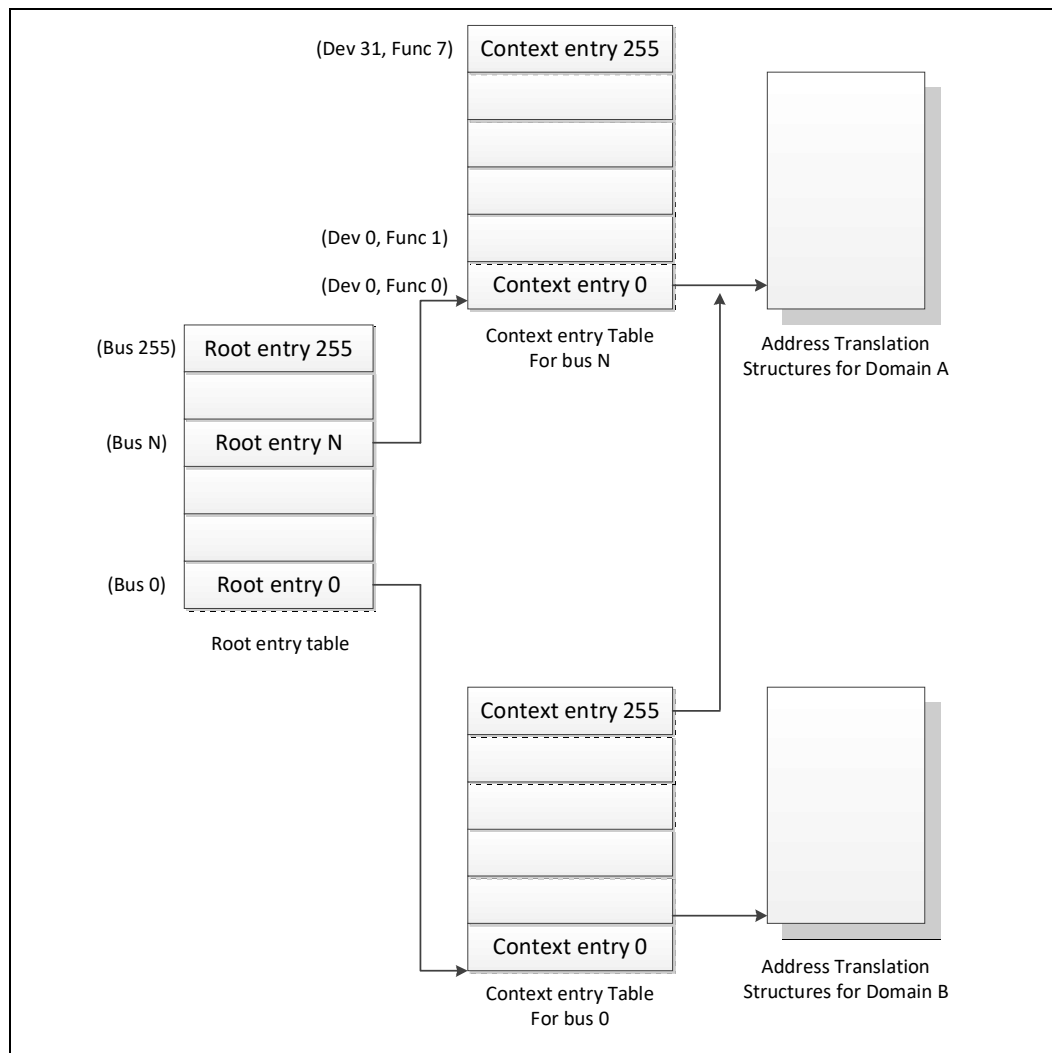 (Dev 31, Func 7)
Context entry 255
(Dev 0, Func 1)
(Dev 0, Func 0)
Context entry 0
Context entry Table
For bus N
Address Translation
Structures for Domain A
(Bus 255)
Root entry 255
(Bus N)
Root entry N
(Bus 0)
Root entry 0
Root entry table
Context entry 255
Context entry 0
Context entry Table
For bus 0
Address Translation
Structures for Domain B